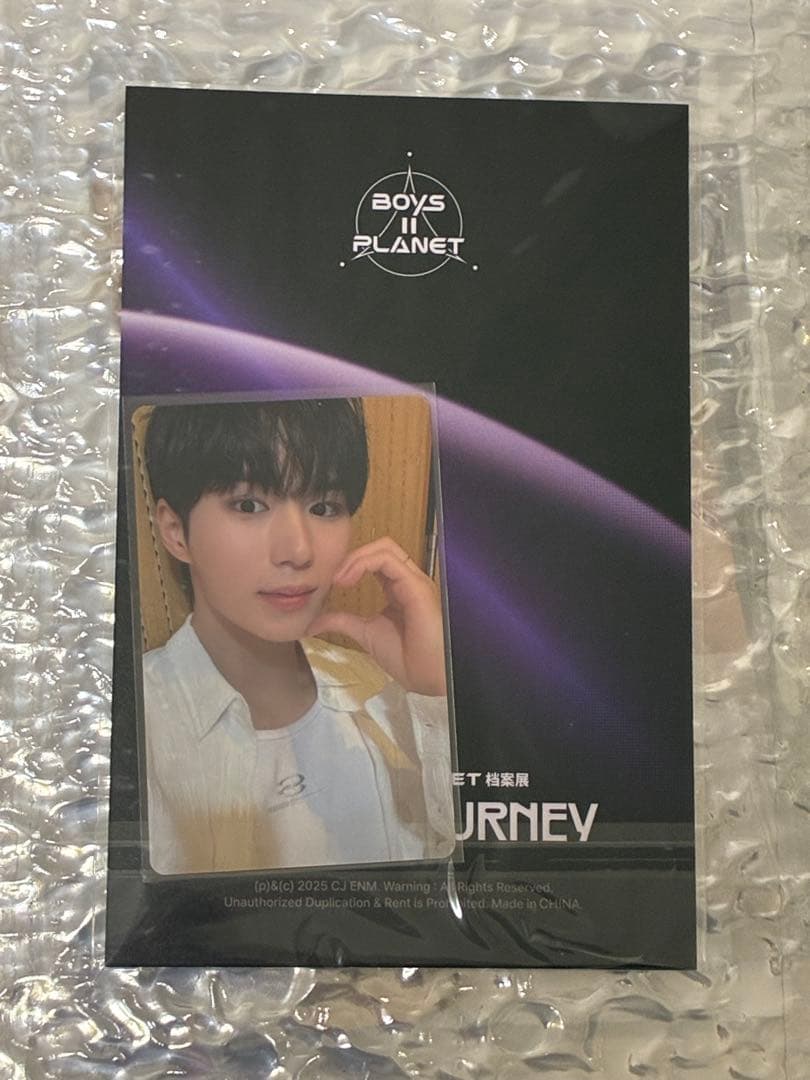 BOYS
II
PLANET
ET 档案展
URNEY
(p)&(c) 2025 CJ ENM. Warning : All Rights Reserved.
Unauthorized Duplication & Rent is Prohibited. Made in CHINA.